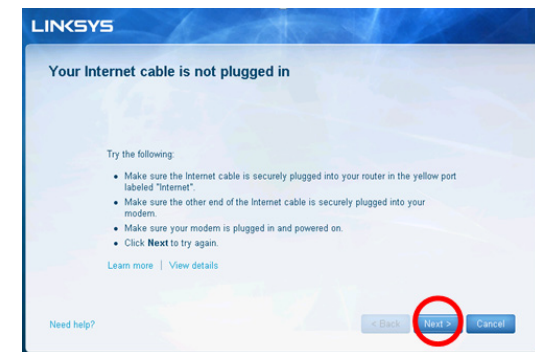 LINKSYS
Your Internet cable is not plugged in
Try the following:
• Make sure the Internet cable is securely plugged into your router in the yellow port
labeled "Internet".
• Make sure the other end of the Internet cable is securely plugged into your
modem.
• Make sure your modem is plugged in and powered on.
• Click Next to try again.
Learn more | View details
Need help? < Back Next > Cancel